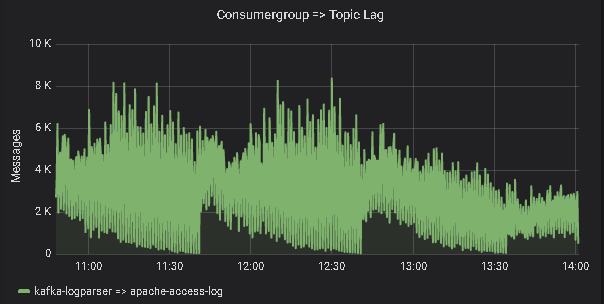 Consumergroup => Topic Lag
Messages
10 K
8 K
6 K
4 K
2 K
0
11:00 11:30 12:00 12:30 13:00 13:30 14:00
kafka-logparser => apache-access-log